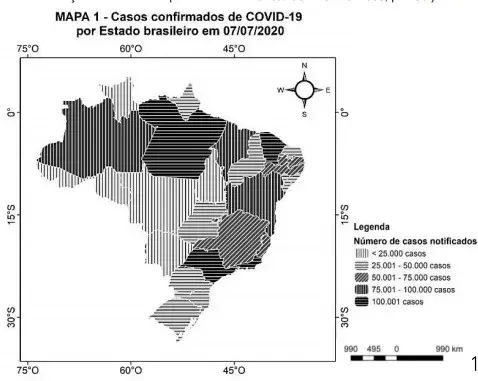 MAPA 1 - Casos confirmados de COVID-19
por Estado brasileiro em 07/07/2020
75°O 60°O 45°O
N
W E
S
0° 0°
15°S 15°S
30°S 30°S
Legenda
Número de casos notificados
< 25.000 casos
25.001 - 50.000 casos
50.001 - 75.000 casos
75.001 - 100.000 casos
100.001 casos
990 495 0 990 km
1
75°O 60°O 45°O